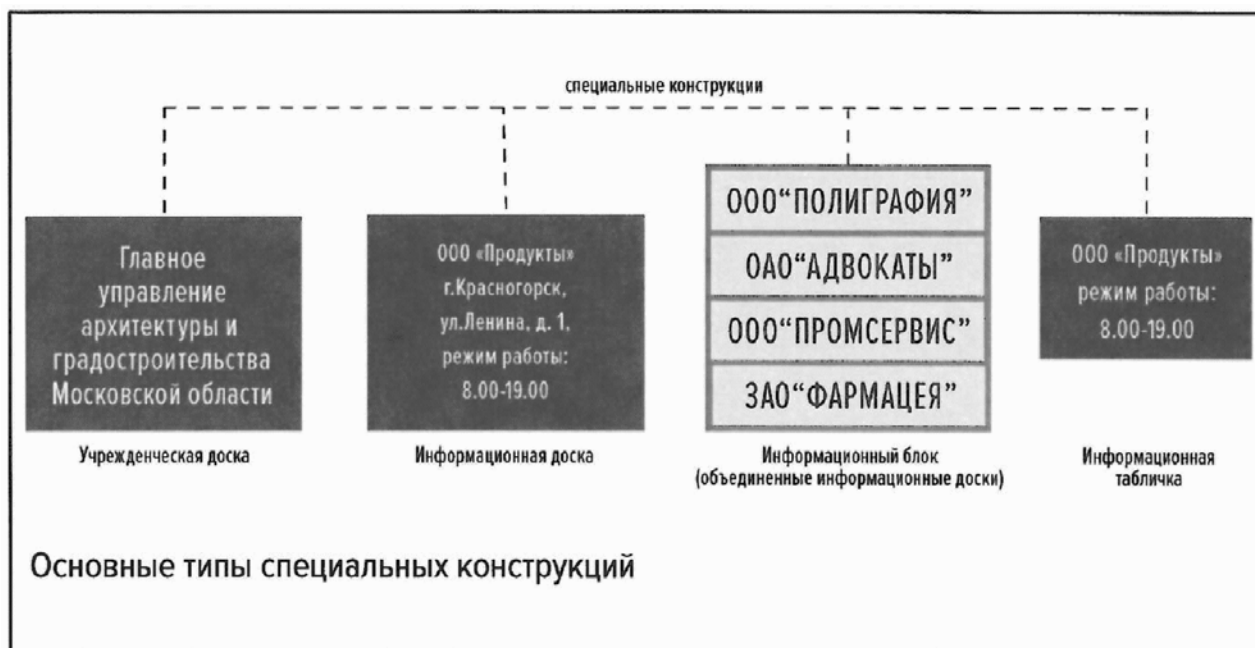 специальные конструкции
Главное
управление
архитектуры и
градостроительства
Московской области
Учрежденческая доска
ООО «Продукты»
г.Красногорск,
ул.Ленина, д. 1,
режим работы:
8.00-19.00
Информационная доска
ООО“ПОЛИГРАФИЯ”
ОАО“АДВОКАТЫ”
ООО“ПРОМСЕРВИС”
ЗАО“ФАРМАЦЕЯ”
Информационный блок
(объединенные информационные доски)
ООО «Продукты»
режим работы:
8.00-19.00
Информационная
табличка
Основные типы специальных конструкций